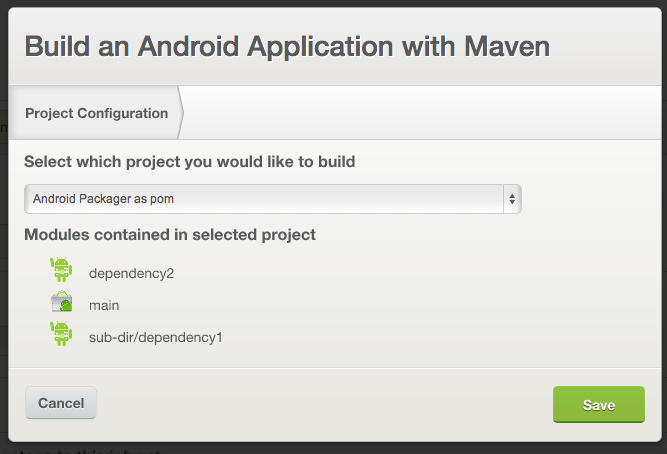 Build an Android Application with Maven
Project Configuration
Select which project you would like to build
Android Packager as pom
Modules contained in selected project
dependency2
main
sub-dir/dependency1
Cancel
Save